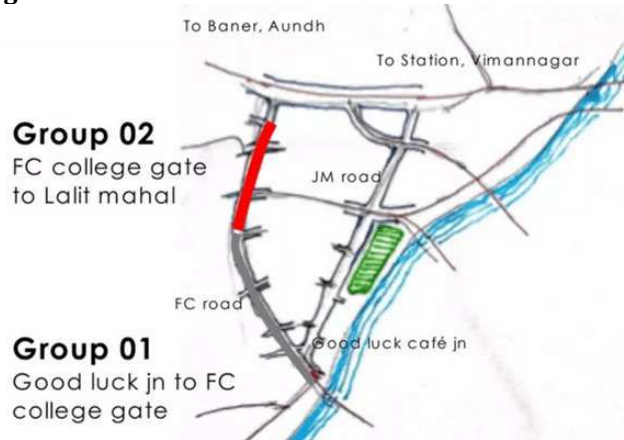 To Baner, Aundh
To Station, Vimannagar
Group 02
FC college gate
to Lalit mahal
JM road
FC road
Good luck café jn
Group 01
Good luck jn to FC
college gate